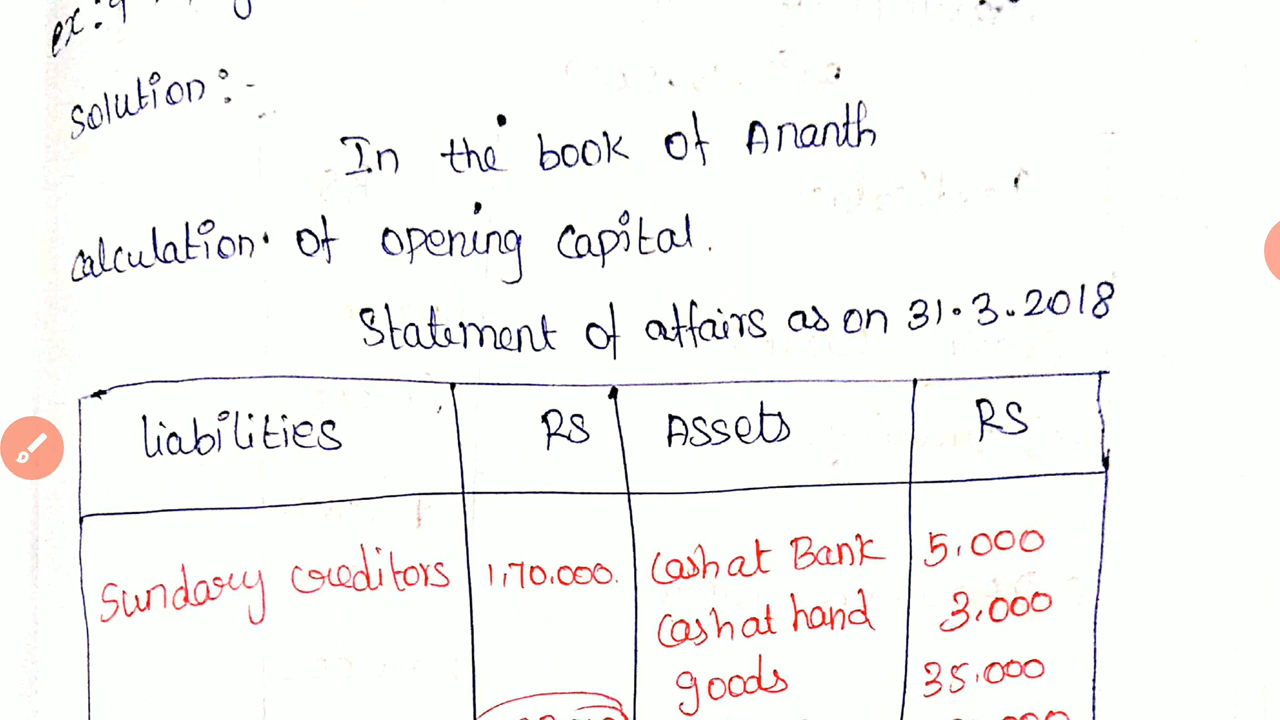 ex:4
solution:-
In the book of Ananth
calculation of opening capital.
Statement of affairs as on 31.3.2018
liabilities RS Assets RS
Sundary creditors 1,70,000. Cash at Bank 5,000
Cash at hand 3,000
goods 35,000